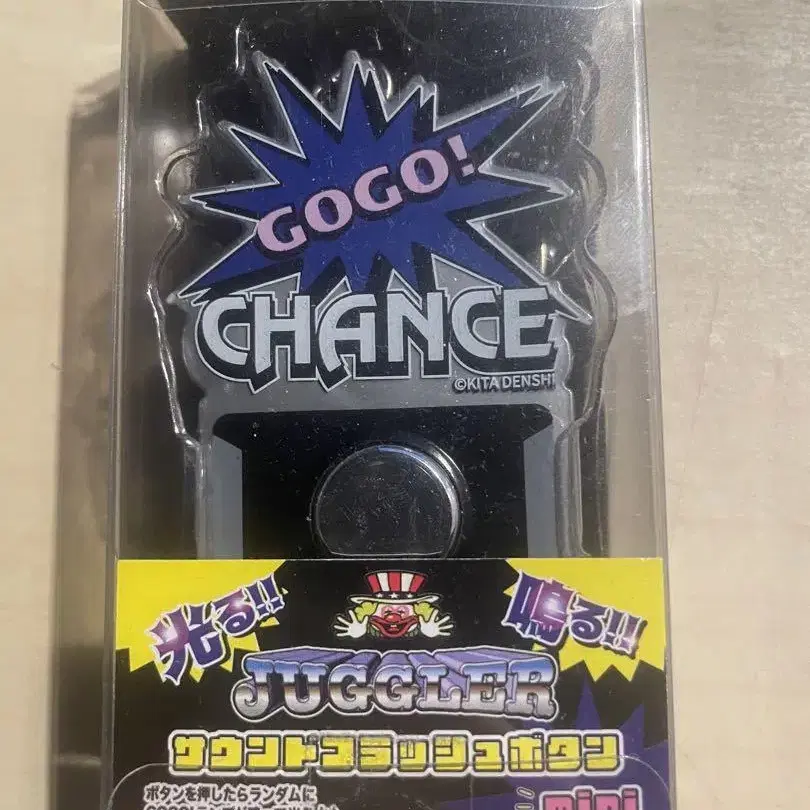 GOGO!
CHANCE
©KITA DENSHI
光る!!
鳴る!!
JUGGLER
サウンドフラッシュボタン
ボタンを押したらランダムに
mini